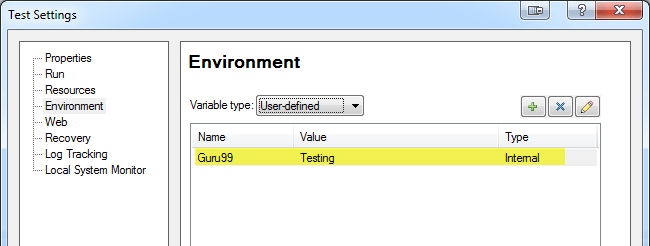 Test Settings
Properties
Run
Resources
Environment
Web
Recovery
Log Tracking
Local System Monitor
Environment
Variable type: User-defined
Name Value Type
Guru99 Testing Internal